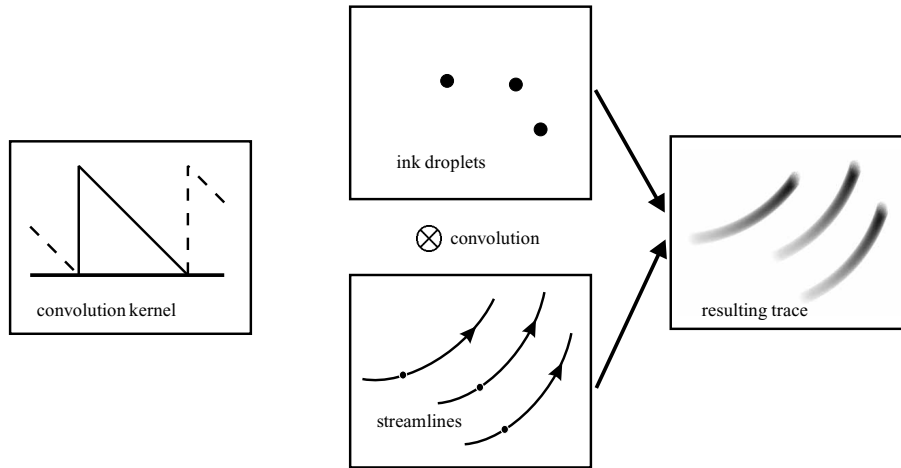 convolution kernel
ink droplets
convolution
streamlines
resulting trace